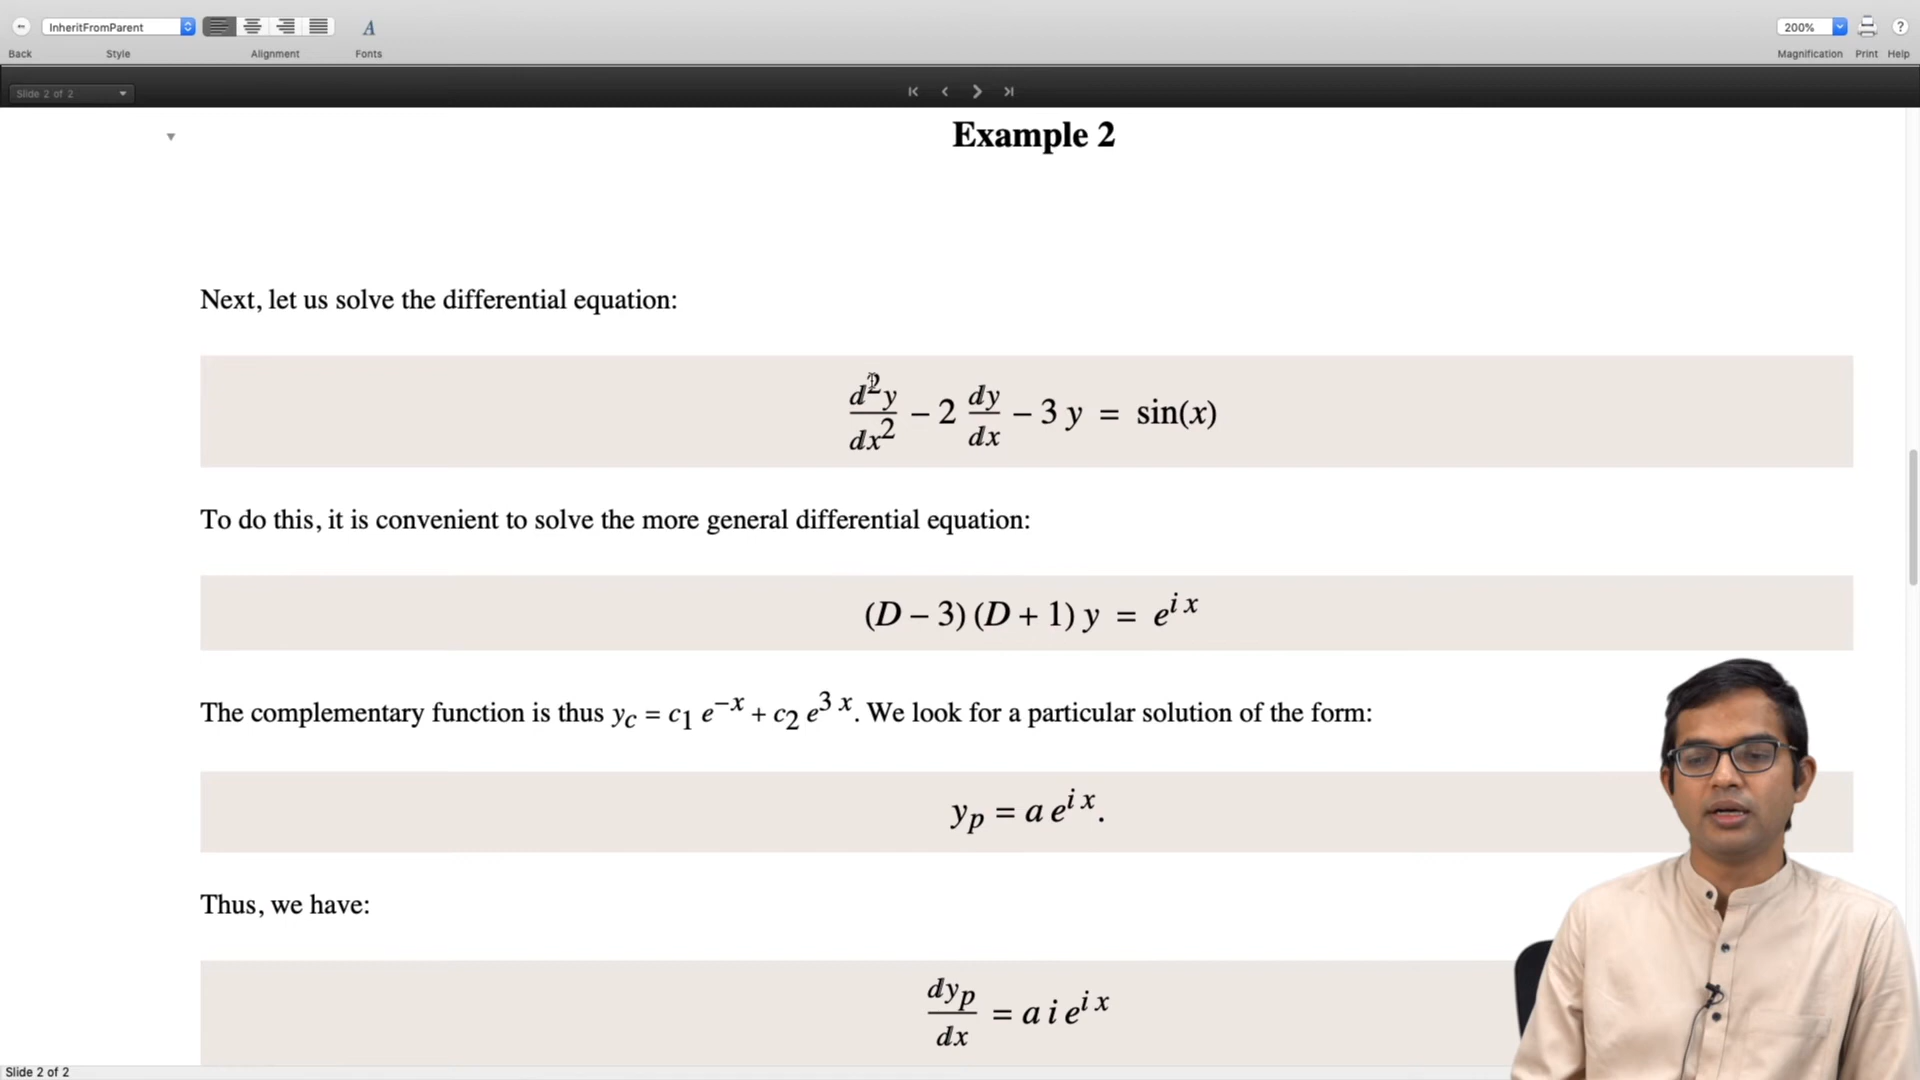 InheritFromParent
200%
Back Style Alignment Fonts Magnification Print Help
Slide 2 of 2
Example 2
Next, let us solve the differential equation:
d²y/dx² − 2 dy/dx − 3 y = sin(x)
To do this, it is convenient to solve the more general differential equation:
(D − 3) (D + 1) y = e^{i x}
The complementary function is thus y_c = c₁ e^{−x} + c₂ e^{3 x}. We look for a particular solution of the form:
y_p = a e^{i x}.
Thus, we have:
dy_p/dx = a i e^{i x}
Slide 2 of 2